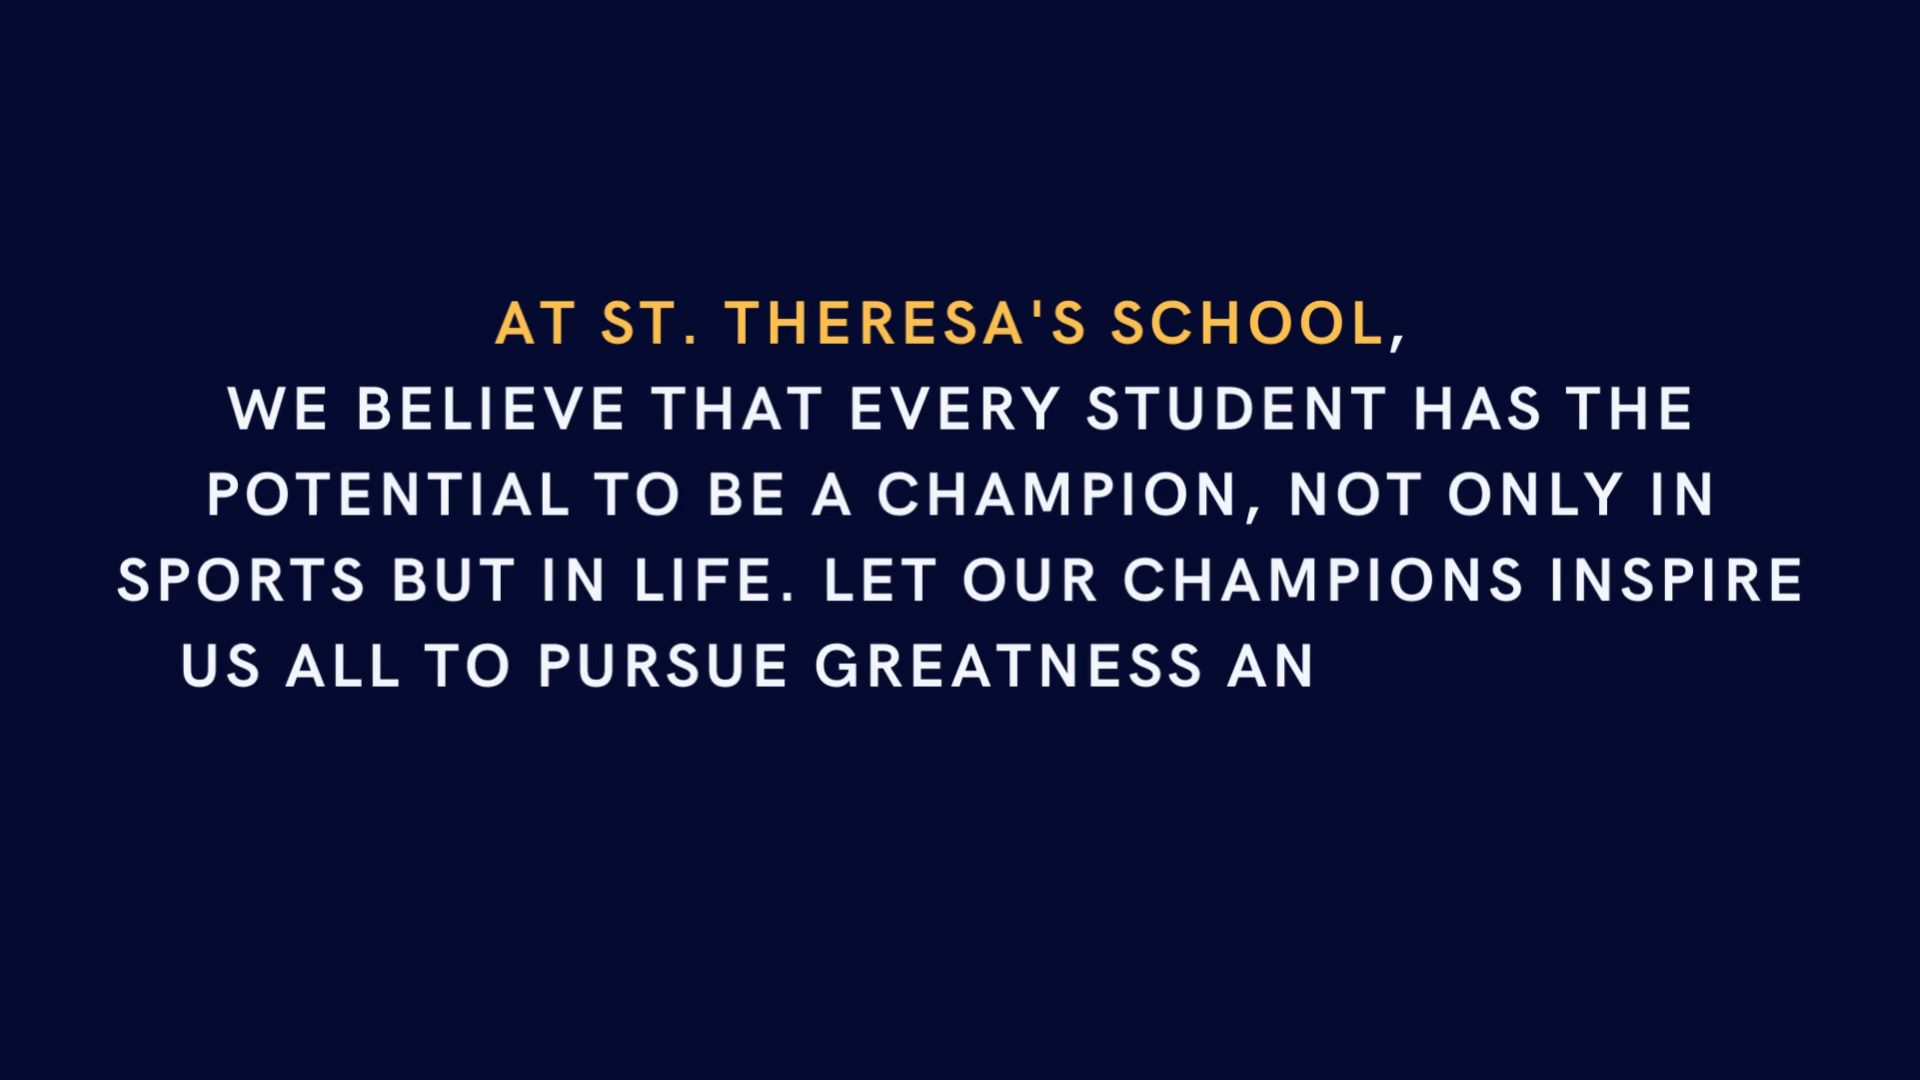 AT ST. THERESA'S SCHOOL,
WE BELIEVE THAT EVERY STUDENT HAS THE
POTENTIAL TO BE A CHAMPION, NOT ONLY IN
SPORTS BUT IN LIFE. LET OUR CHAMPIONS INSPIRE
US ALL TO PURSUE GREATNESS AN